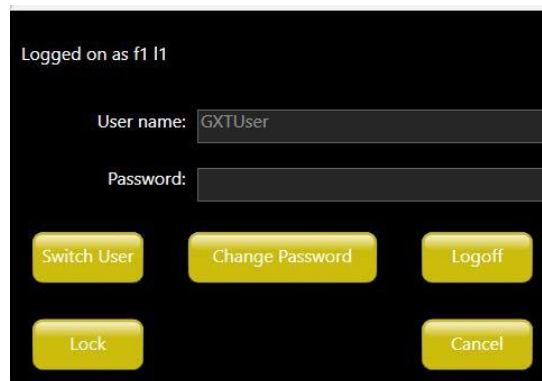 Logged on as f1 l1
User name: GXTUser
Password:
Switch User Change Password Logoff
Lock Cancel